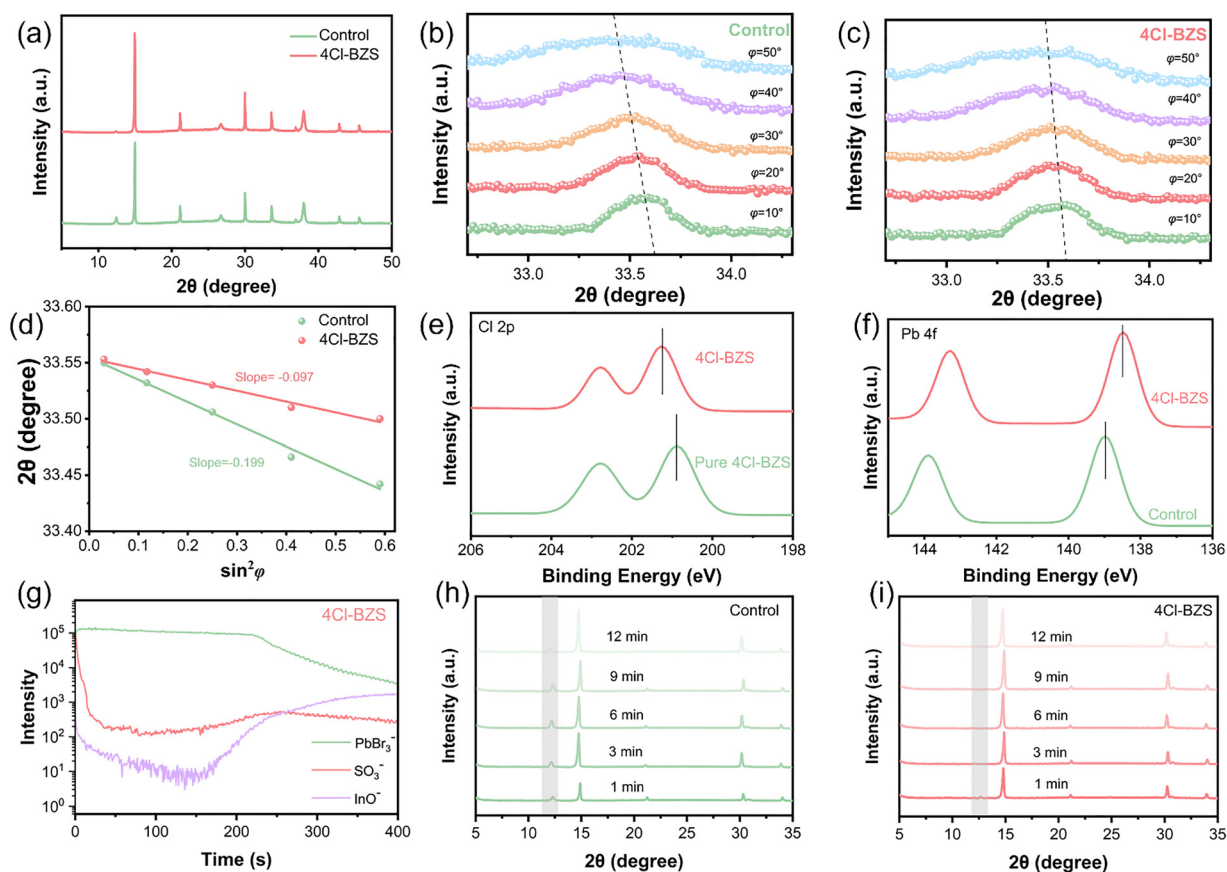 (a)
Control
4Cl-BZS
Intensity (a.u.)
10 20 30 40 50
2θ (degree)
(b)
Control
φ=50°
φ=40°
φ=30°
φ=20°
φ=10°
Intensity (a.u.)
33.0 33.5 34.0
2θ (degree)
(c)
4Cl-BZS
φ=50°
φ=40°
φ=30°
φ=20°
φ=10°
Intensity (a.u.)
33.0 33.5 34.0
2θ (degree)
(d)
Control
4Cl-BZS
33.60
33.55
33.50
33.45
33.40
Slope= -0.097
Slope=-0.199
2θ (degree)
0.0 0.1 0.2 0.3 0.4 0.5 0.6
sin²φ
(e)
Cl 2p
4Cl-BZS
Pure 4Cl-BZS
Intensity (a.u.)
206 204 202 200 198
Binding Energy (eV)
(f)
Pb 4f
4Cl-BZS
Control
Intensity (a.u.)
144 142 140 138 136
Binding Energy (eV)
(g)
4Cl-BZS
10⁵
10⁴
10³
10²
10¹
10⁰
Intensity
PbBr₃⁻
SO₃⁻
InO⁻
0 100 200 300 400
Time (s)
(h)
Control
12 min
9 min
6 min
3 min
1 min
Intensity (a.u.)
5 10 15 20 25 30 35
2θ (degree)
(i)
4Cl-BZS
12 min
9 min
6 min
3 min
1 min
Intensity (a.u.)
5 10 15 20 25 30 35
2θ (degree)